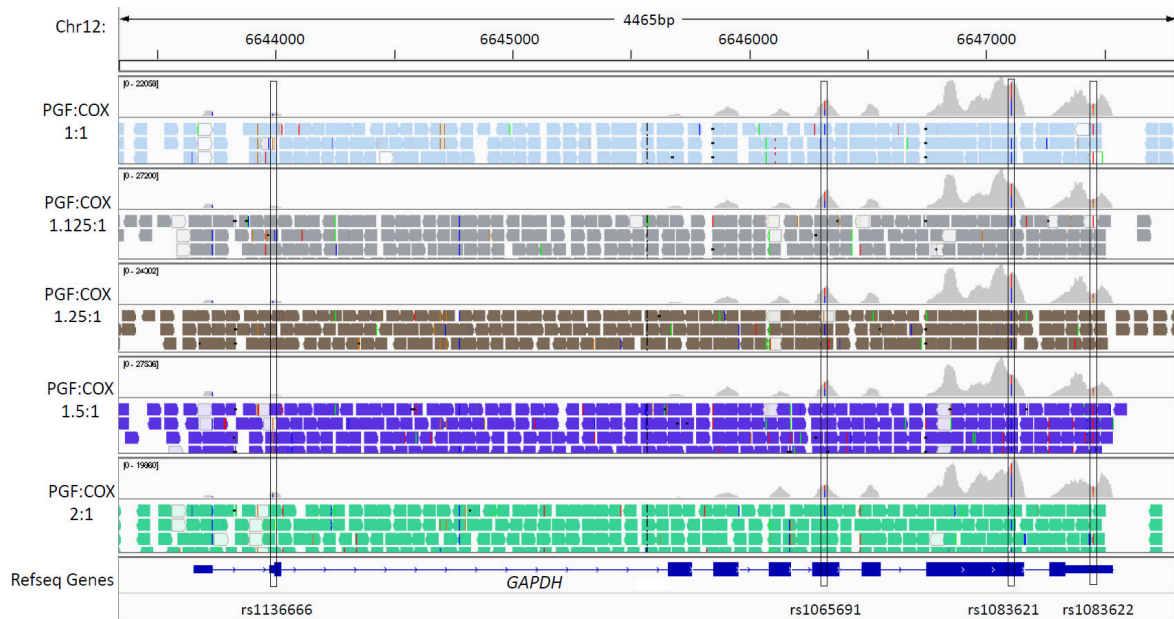 Chr12:
4465bp
6644000 6645000 6646000 6647000
[0 - 22058]
PGF:COX
1:1
[0 - 27200]
PGF:COX
1.125:1
[0 - 24002]
PGF:COX
1.25:1
[0 - 27536]
PGF:COX
1.5:1
[0 - 19860]
PGF:COX
2:1
Refseq Genes
GAPDH
rs1136666 rs1065691 rs1083621 rs1083622